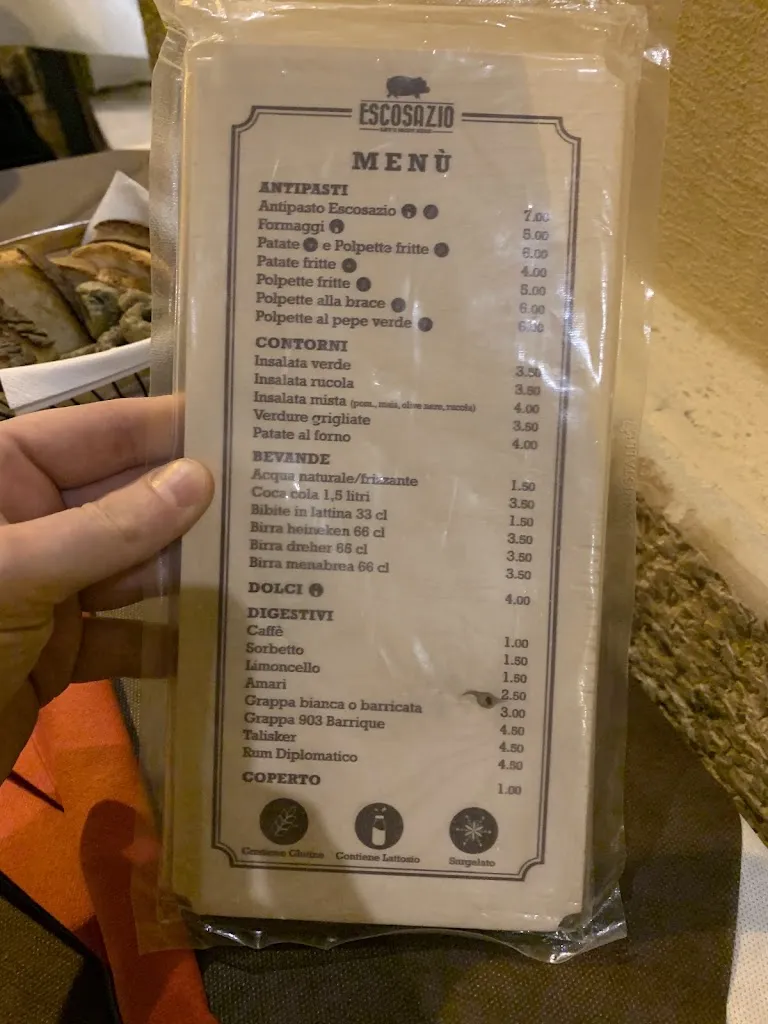 ESCOSAZIO
MENÙ
ANTIPASTI
Antipasto Escosazio 7.00
Formaggi 5.00
Patate e Polpette fritte 6.00
Patate fritte 4.00
Polpette fritte 5.00
Polpette alla brace 6.00
Polpette al pepe verde 6.00
CONTORNI
Insalata verde 3.50
Insalata rucola 3.50
Insalata mista (pom., mais, olive nere, rucola) 4.00
Verdure grigliate 3.50
Patate al forno 4.00
BEVANDE
Acqua naturale/frizzante 1.50
Coca cola 1,5 litri 3.50
Bibite in lattina 33 cl 1.50
Birra heineken 66 cl 3.50
Birra dreher 66 cl 3.50
Birra menabrea 66 cl 3.50
DOLCI 4.00
DIGESTIVI
Caffè 1.00
Sorbetto 1.50
Limoncello 1.50
Amari 2.50
Grappa bianca o barricata 3.00
Grappa 903 Barrique 4.50
Talisker 4.50
Rum Diplomatico 4.50
COPERTO 1.00
Contiene Glutine Contiene Lattosio Surgelato